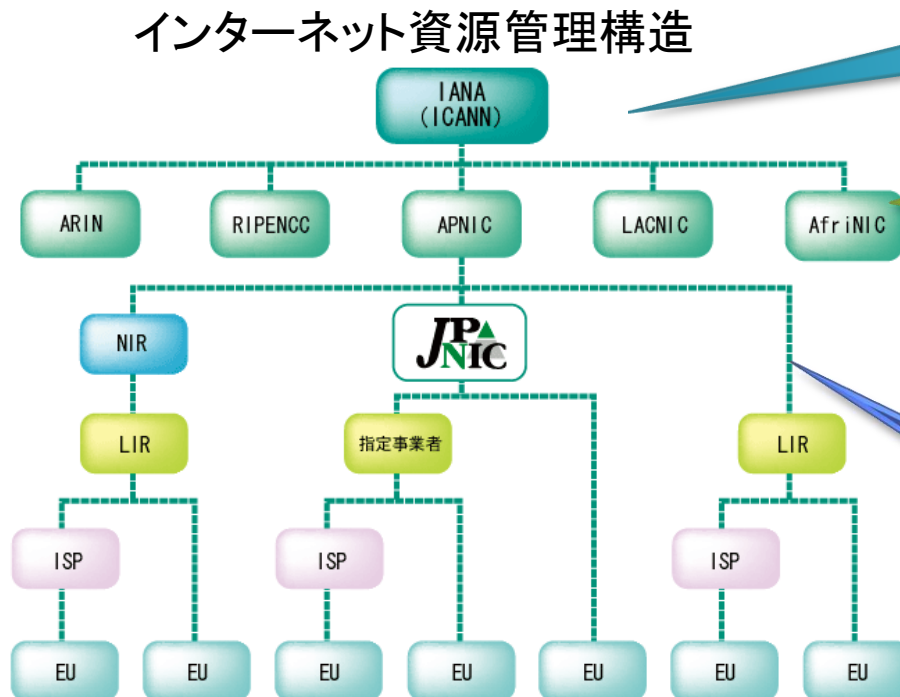 インターネット資源管理構造
IANA
(ICANN)
ARIN
RIPENCC
APNIC
LACNIC
AfriNIC
NIR
JPNIC
LIR
指定事業者
LIR
ISP
ISP
ISP
EU
EU
EU
EU
EU
EU
EU